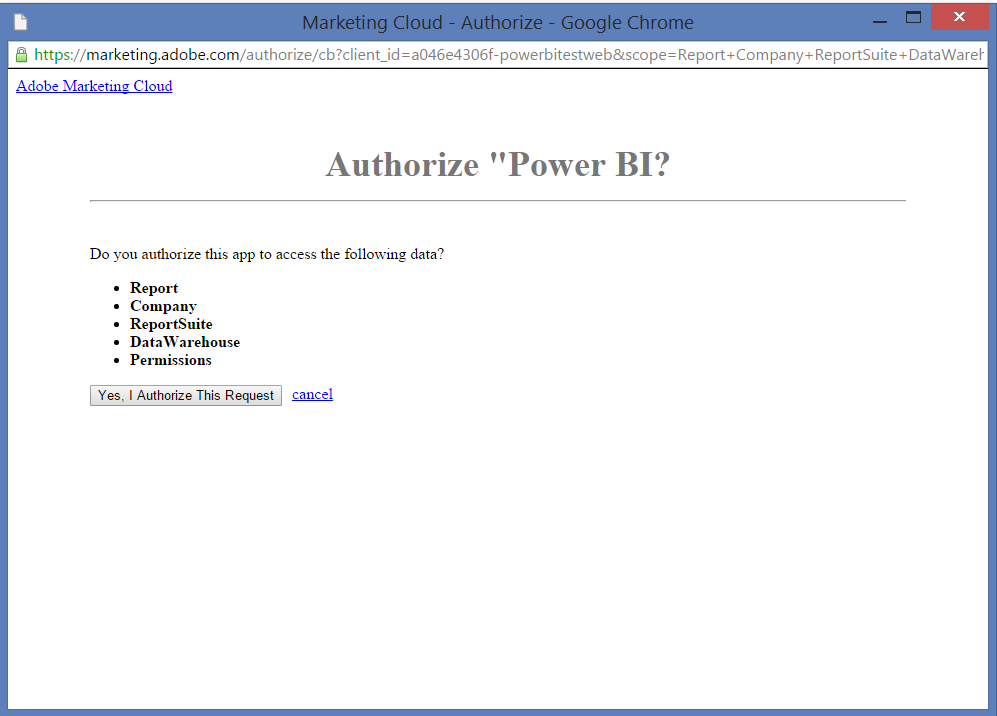 Marketing Cloud - Authorize - Google Chrome
https://marketing.adobe.com/authorize/cb?client_id=a046e4306f-powerbitestweb&scope=Report+Company+ReportSuite+DataWareh
Adobe Marketing Cloud
Authorize "Power BI?
Do you authorize this app to access the following data?
• Report
• Company
• ReportSuite
• DataWarehouse
• Permissions
Yes, I Authorize This Request cancel